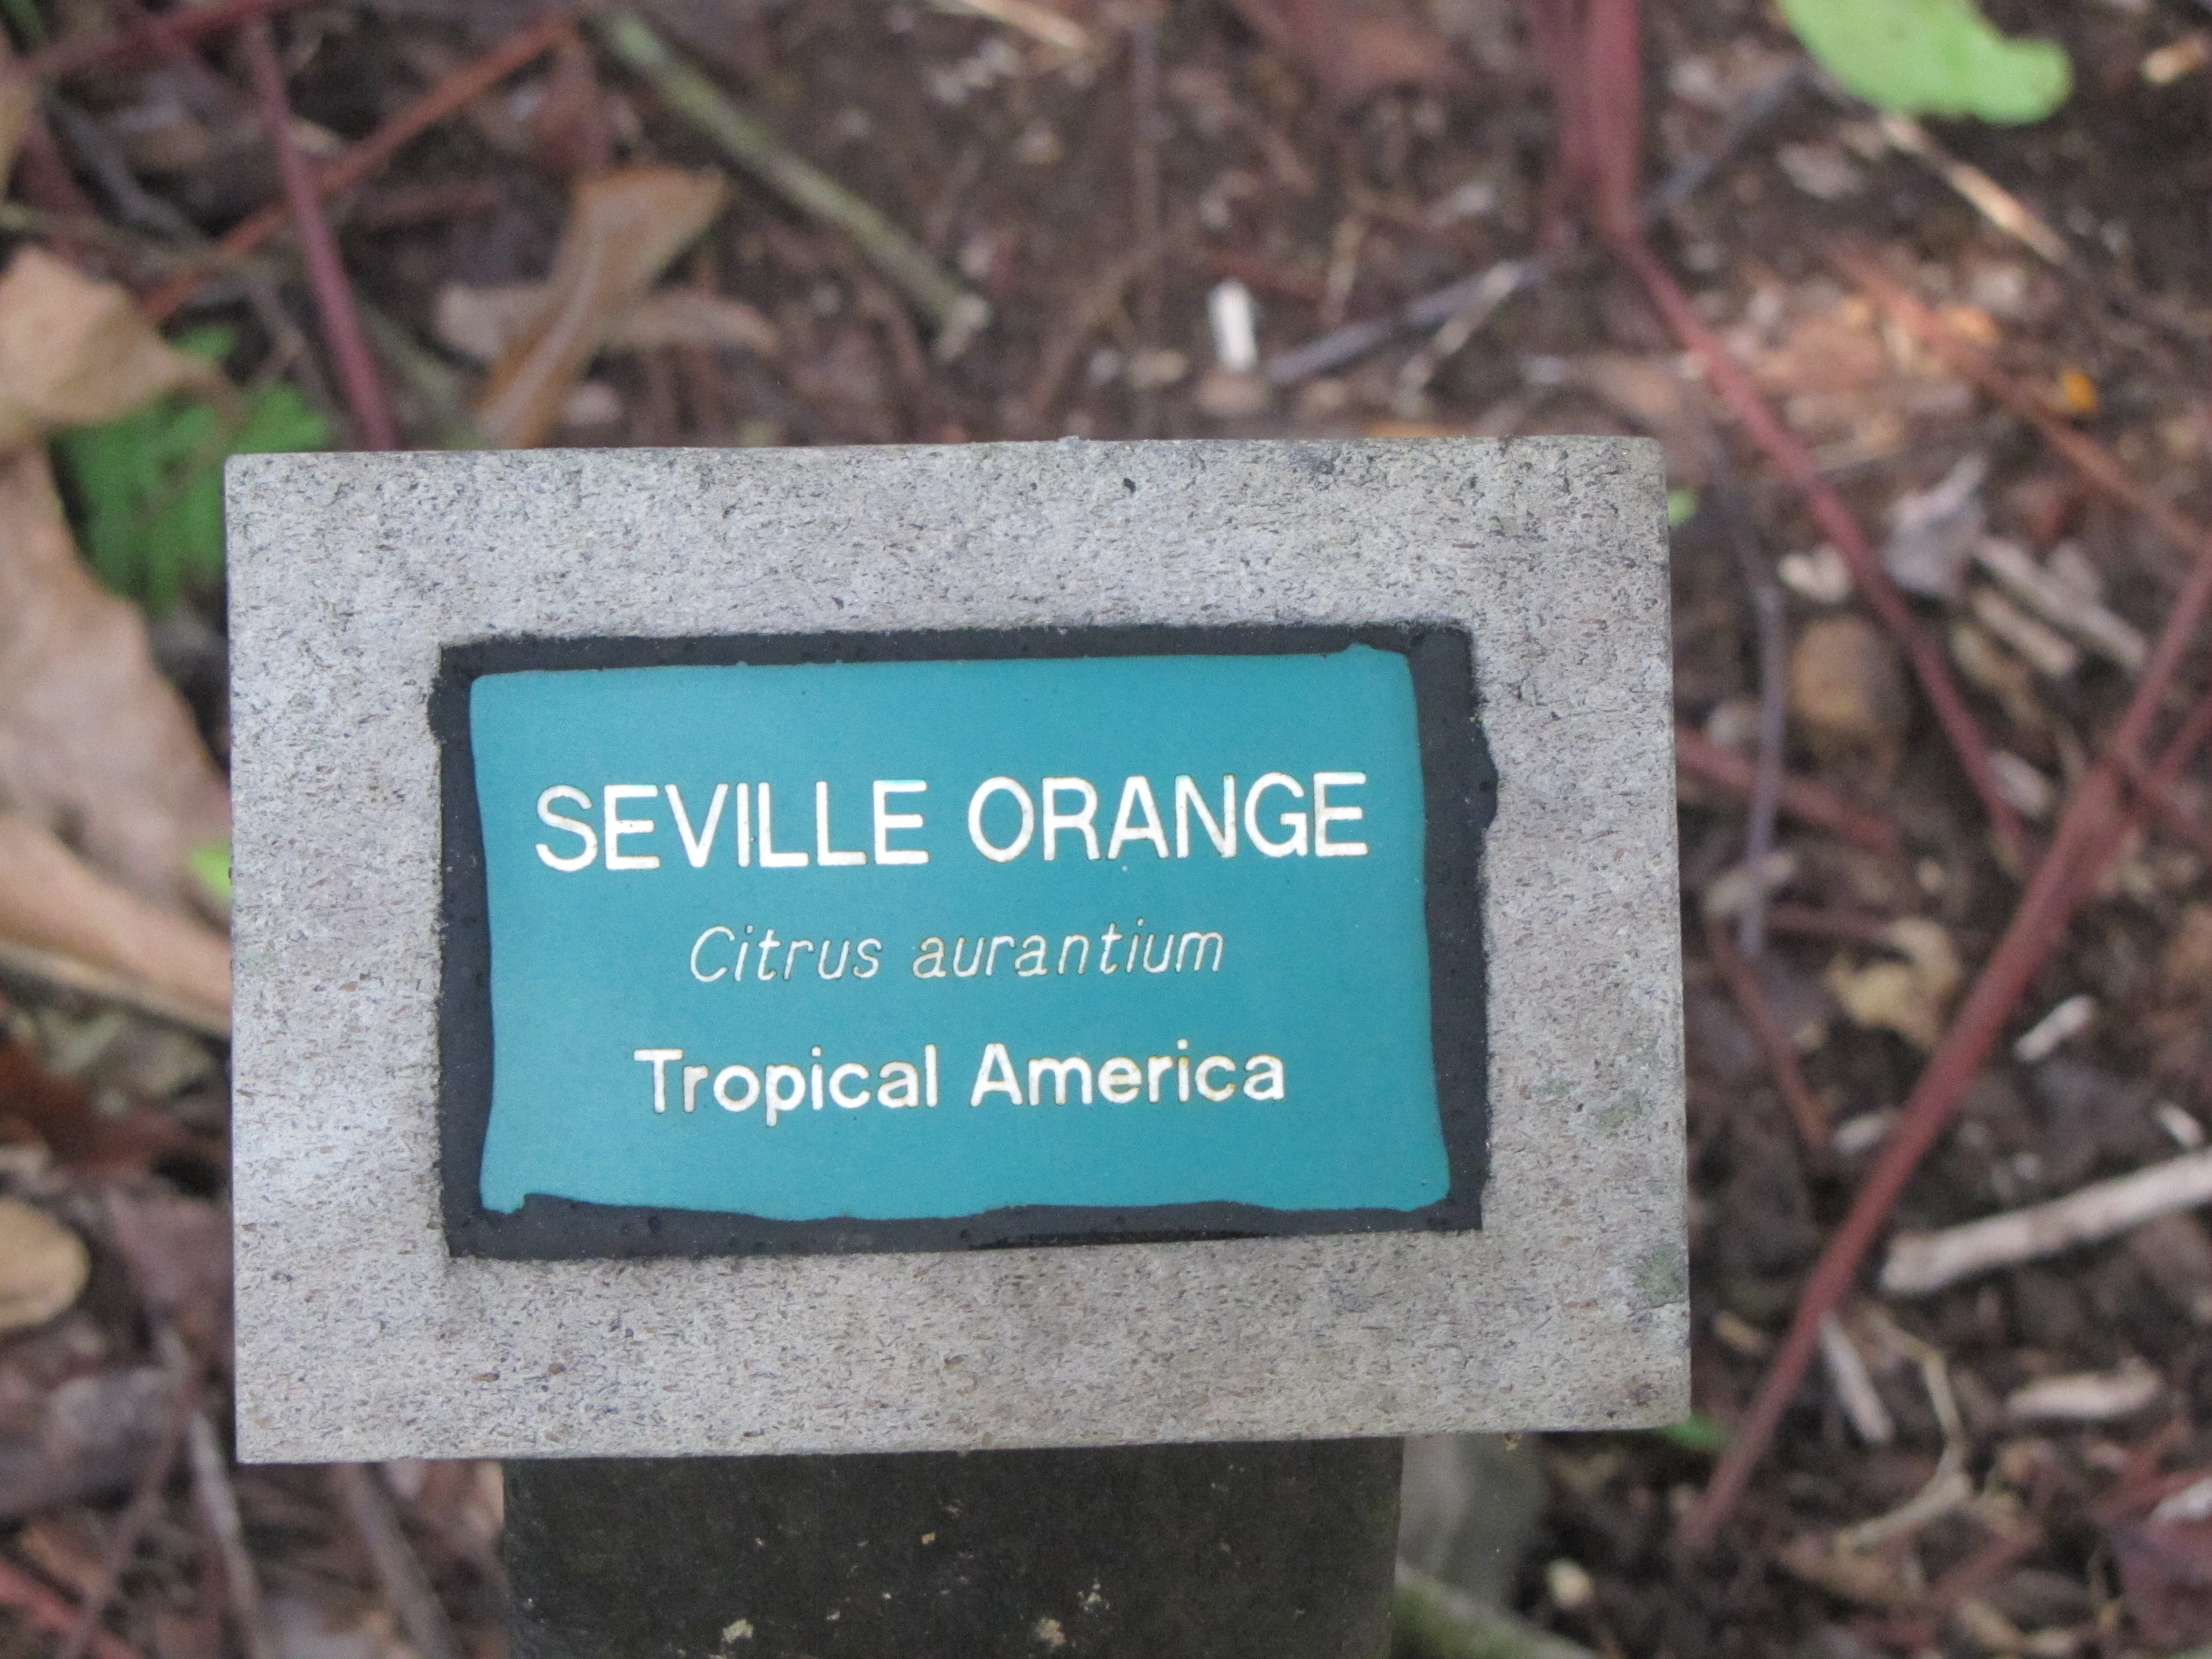 SEVILLE ORANGE
Citrus aurantium
Tropical America